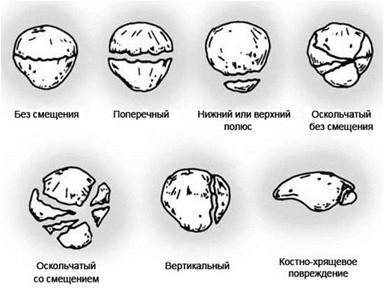 Без смещения
Поперечный
Нижний или верхний
полюс
Оскольчатый
без смещения
Оскольчатый
со смещением
Вертикальный
Костно-хрящевое
повреждение